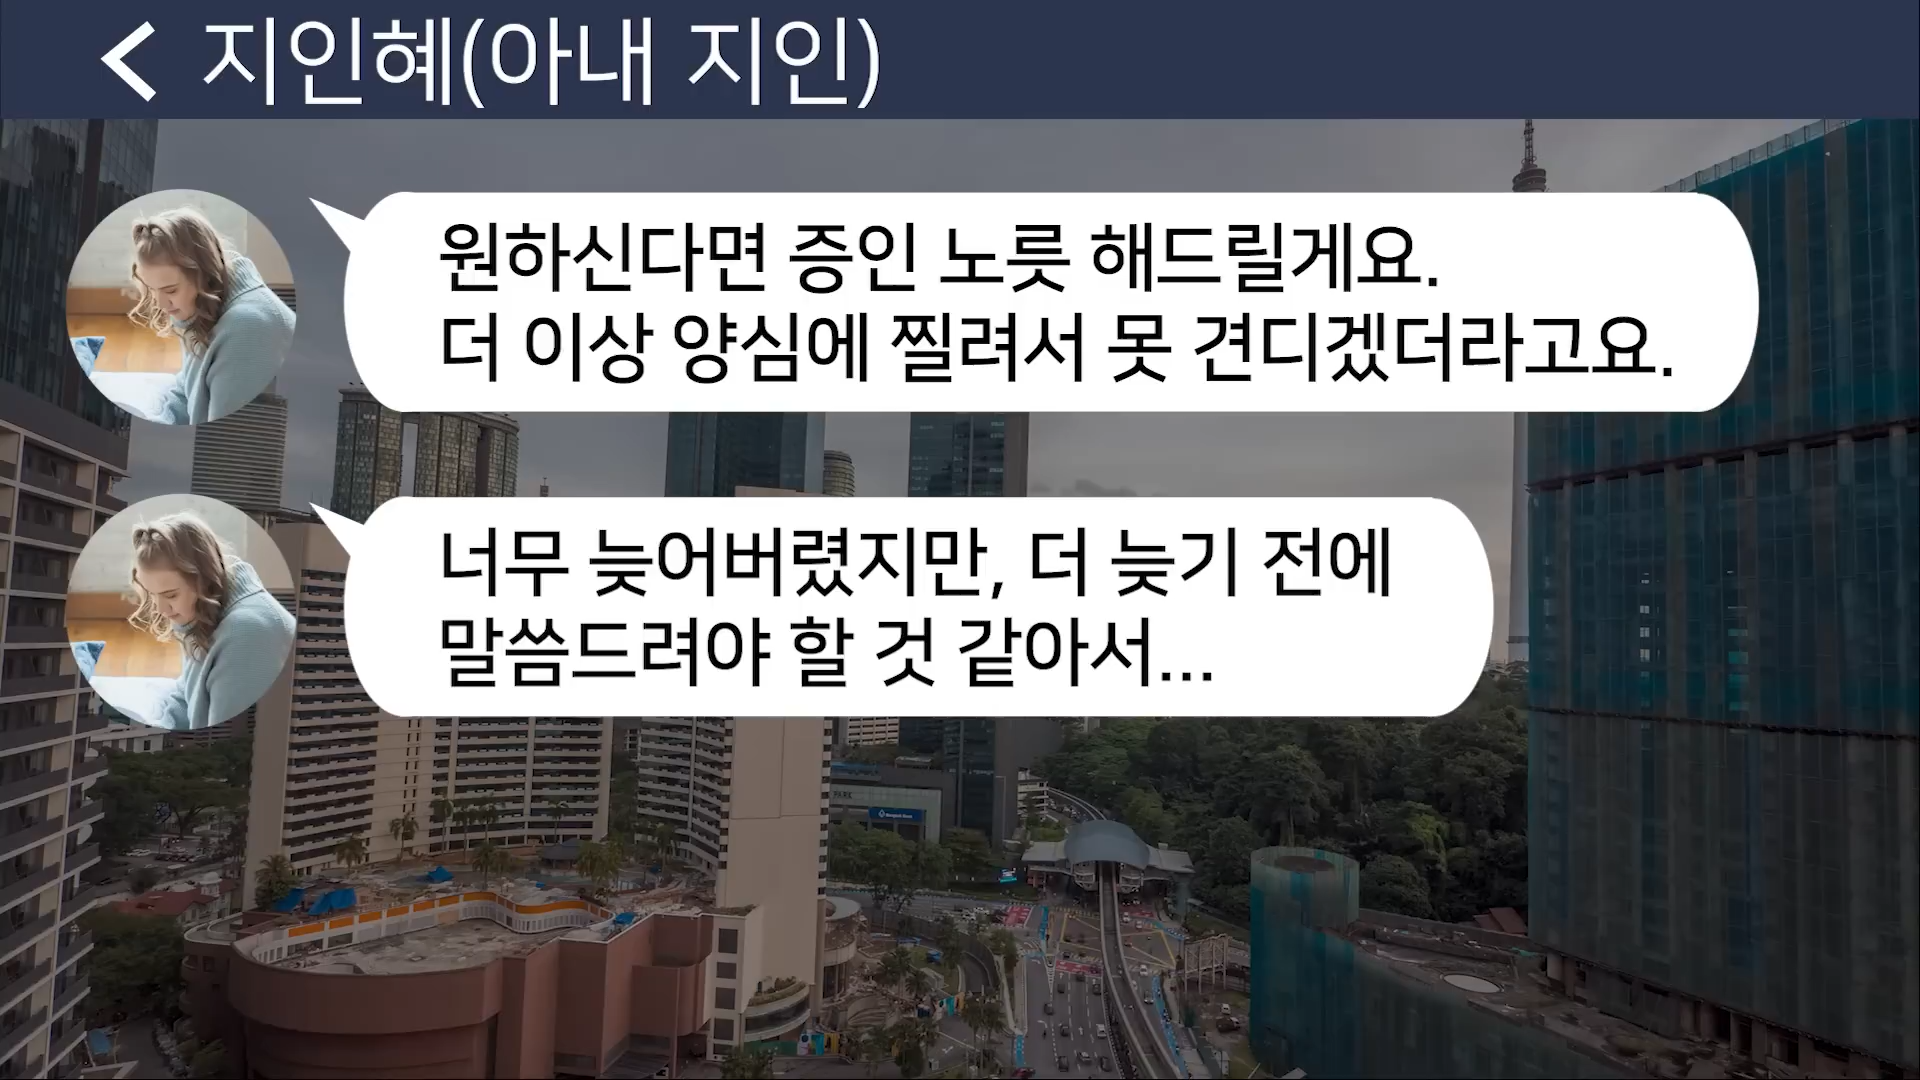 지인혜(아내 지인)
원하신다면 증인 노릇 해드릴게요.
더 이상 양심에 찔려서 못 견디겠더라고요.
너무 늦어버렸지만, 더 늦기 전에
말씀드려야 할 것 같아서...